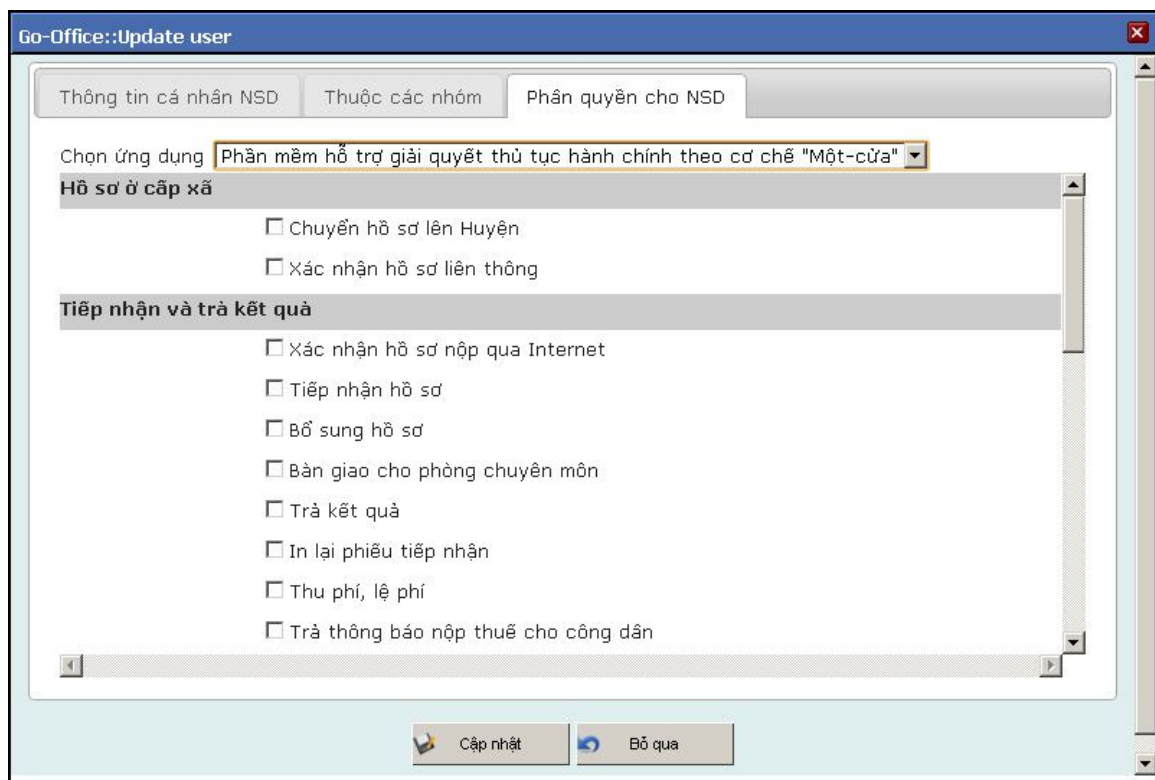 Go-Office::Update user
Thông tin cá nhân NSD
Thuộc các nhóm
Phân quyền cho NSD
Chọn ứng dụng Phần mềm hỗ trợ giải quyết thủ tục hành chính theo cơ chế "Một-cửa"
Hồ sơ ở cấp xã
Chuyển hồ sơ lên Huyện
Xác nhận hồ sơ liên thông
Tiếp nhận và trả kết quả
Xác nhận hồ sơ nộp qua Internet
Tiếp nhận hồ sơ
Bổ sung hồ sơ
Bàn giao cho phòng chuyên môn
Trả kết quả
In lại phiếu tiếp nhận
Thu phí, lệ phí
Trả thông báo nộp thuế cho công dân
Cập nhật
Bỏ qua